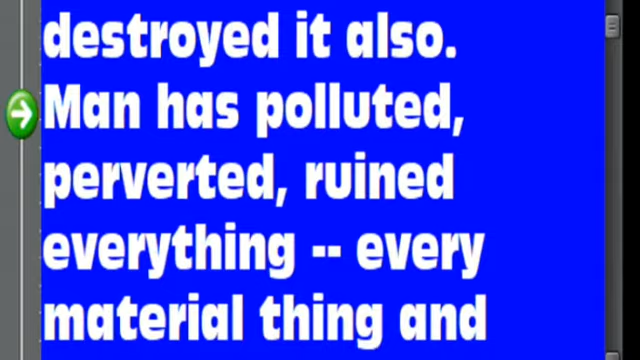 destroyed it also.
Man has polluted,
perverted, ruined
everything -- every
material thing and